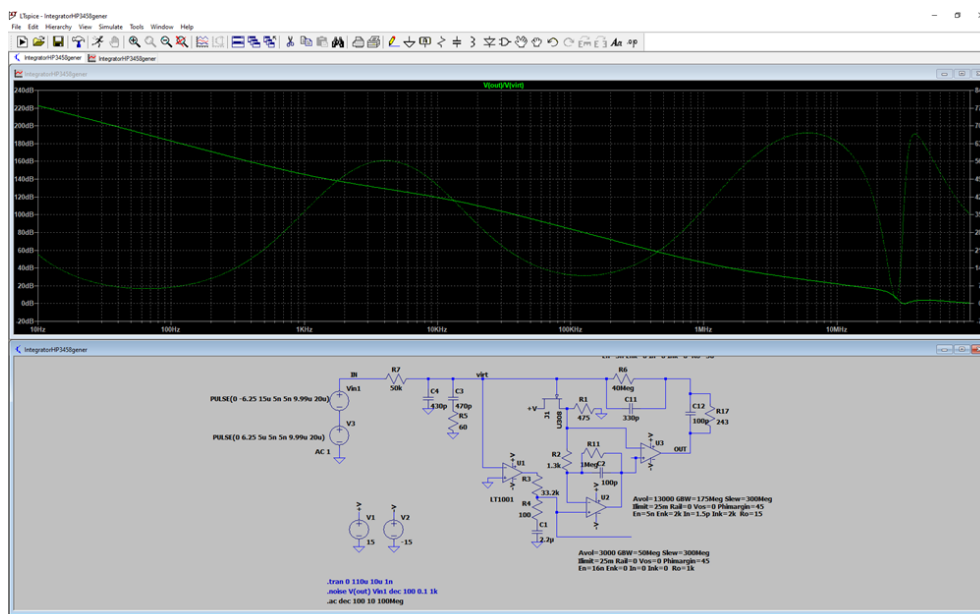 LTspice - IntegratorHP3458gener
File Edit Hierarchy View Simulate Tools Window Help
IntegratorHP3458gener IntegratorHP3458gener
IntegratorHP3458gener
V(out)/V(virt)
240dB
220dB
200dB
180dB
160dB
140dB
120dB
100dB
80dB
60dB
40dB
20dB
0dB
-20dB
10Hz 100Hz 1KHz 10KHz 100KHz 1MHz 10MHz
IntegratorHP3458gener
IN
R7
50k
virt
R6
40Meg
Vin1
PULSE(0 -6.25 15u 5n 5n 9.99u 20u)
C4
430p
C3
470p
+V
J1
U308
R1
475
C11
330p
C12
100p
R17
243
R5
60
V3
PULSE(0 6.25 5u 5n 5n 9.99u 20u)
AC 1
R2
1.3k
R11
1Meg
C2
100p
U3
OUT
U1
LT1001
R3
33.2k
R4
100
U2
C1
2.2µ
Avol=13000 GBW=175Meg Slew=300Meg
Ilimit=25m Rail=0 Vos=0 Phimargin=45
En=5n Enk=2k In=1.5p Ink=2k Ro=15
V1
15
V2
-15
Avol=3000 GBW=50Meg Slew=300Meg
Ilimit=25m Rail=0 Vos=0 Phimargin=45
En=16n Enk=0 In=0 Ink=0 Ro=1k
.tran 0 110u 10u 1n
.noise V(out) Vin1 dec 100 0.1 1k
.ac dec 100 10 100Meg